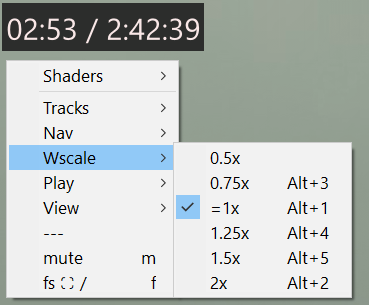 02:53 / 2:42:39
Shaders
Tracks
Nav
Wscale
Play
View
---
mute m
fs ⛶ / f
0.5x
0.75x Alt+3
=1x Alt+1
1.25x Alt+4
1.5x Alt+5
2x Alt+2